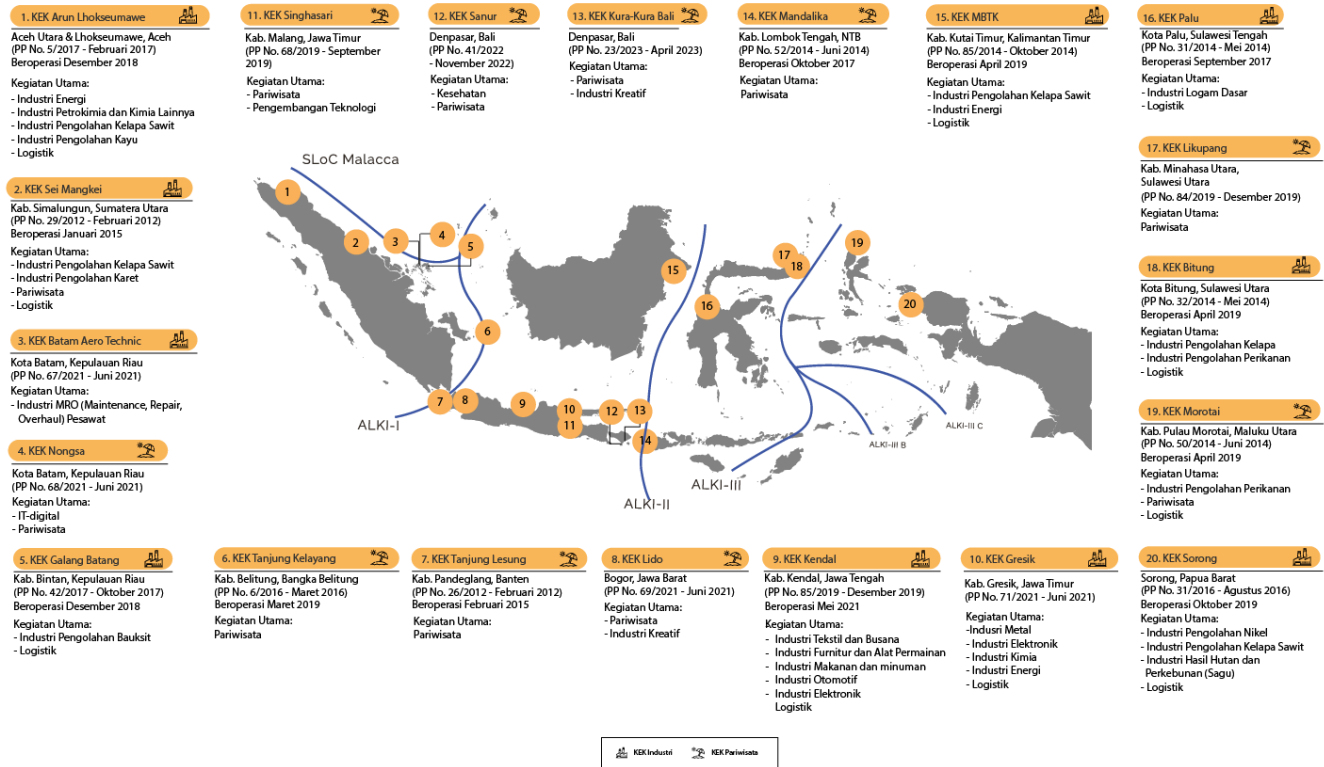 1. KEK Arun Lhokseumawe
Aceh Utara & Lhokseumawe, Aceh
(PP No. 5/2017 - Februari 2017)
Beroperasi Desember 2018
Kegiatan Utama:
- Industri Energi
- Industri Petrokimia dan Kimia Lainnya
- Industri Pengolahan Kelapa Sawit
- Industri Pengolahan Kayu
- Logistik
11. KEK Singhasari
Kab. Malang, Jawa Timur
(PP No. 68/2019 - September
2019)
Kegiatan Utama:
- Pariwisata
- Pengembangan Teknologi
12. KEK Sanur
Denpasar, Bali
(PP No. 41/2022
- November 2022)
Kegiatan Utama:
- Kesehatan
- Pariwisata
13. KEK Kura-Kura Bali
Denpasar, Bali
(PP No. 23/2023 - April 2023)
Kegiatan Utama:
- Pariwisata
- Industri Kreatif
14. KEK Mandalika
Kab. Lombok Tengah, NTB
(PP No. 52/2014 - Juni 2014)
Beroperasi Oktober 2017
Kegiatan Utama:
Pariwisata
15. KEK MBTK
Kab. Kutai Timur, Kalimantan Timur
(PP No. 85/2014 - Oktober 2014)
Beroperasi April 2019
Kegiatan Utama:
- Industri Pengolahan Kelapa Sawit
- Industri Energi
- Logistik
16. KEK Palu
Kota Palu, Sulawesi Tengah
(PP No. 31/2014 - Mei 2014)
Beroperasi September 2017
Kegiatan Utama:
- Industri Logam Dasar
- Logistik
17. KEK Likupang
Kab. Minahasa Utara,
Sulawesi Utara
(PP No. 84/2019 - Desember 2019)
Kegiatan Utama:
Pariwisata
2. KEK Sei Mangkei
Kab. Simalungun, Sumatera Utara
(PP No. 29/2012 - Februari 2012)
Beroperasi Januari 2015
Kegiatan Utama:
- Industri Pengolahan Kelapa Sawit
- Industri Pengolahan Karet
- Pariwisata
- Logistik
3. KEK Batam Aero Technic
Kota Batam, Kepulauan Riau
(PP No. 67/2021 - Juni 2021)
Kegiatan Utama:
- Industri MRO (Maintenance, Repair,
Overhaul) Pesawat
4. KEK Nongsa
Kota Batam, Kepulauan Riau
(PP No. 68/2021 - Juni 2021)
Kegiatan Utama:
- IT-digital
- Pariwisata
SLoC Malacca
1
2
3
4
5
6
7
8
9
10
11
12
13
14
15
16
17
18
19
20
ALKI-I
ALKI-II
ALKI-III
ALKI-III B
ALKI-III C
18. KEK Bitung
Kota Bitung, Sulawesi Utara
(PP No. 32/2014 - Mei 2014)
Beroperasi April 2019
Kegiatan Utama:
- Industri Pengolahan Kelapa
- Industri Pengolahan Perikanan
- Logistik
19. KEK Morotai
Kab. Pulau Morotai, Maluku Utara
(PP No. 50/2014 - Juni 2014)
Beroperasi April 2019
Kegiatan Utama:
- Industri Pengolahan Perikanan
- Pariwisata
- Logistik
5. KEK Galang Batang
Kab. Bintan, Kepulauan Riau
(PP No. 42/2017 - Oktober 2017)
Beroperasi Desember 2018
Kegiatan Utama:
- Industri Pengolahan Bauksit
- Logistik
6. KEK Tanjung Kelayang
Kab. Belitung, Bangka Belitung
(PP No. 6/2016 - Maret 2016)
Beroperasi Maret 2019
Kegiatan Utama:
Pariwisata
7. KEK Tanjung Lesung
Kab. Pandeglang, Banten
(PP No. 26/2012 - Februari 2012)
Beroperasi Februari 2015
Kegiatan Utama:
Pariwisata
8. KEK Lido
Bogor, Jawa Barat
(PP No. 69/2021 - Juni 2021)
Kegiatan Utama:
- Pariwisata
- Industri Kreatif
9. KEK Kendal
Kab. Kendal, Jawa Tengah
(PP No. 85/2019 - Desember 2019)
Beroperasi Mei 2021
Kegiatan Utama:
- Industri Tekstil dan Busana
- Industri Furnitur dan Alat Permainan
- Industri Makanan dan minuman
- Industri Otomotif
- Industri Elektronik
Logistik
10. KEK Gresik
Kab. Gresik, Jawa Timur
(PP No. 71/2021 - Juni 2021)
Kegiatan Utama:
-Indusri Metal
- Industri Elektronik
- Industri Kimia
- Industri Energi
- Logistik
20. KEK Sorong
Sorong, Papua Barat
(PP No. 31/2016 - Agustus 2016)
Beroperasi Oktober 2019
Kegiatan Utama:
- Industri Pengolahan Nikel
- Industri Pengolahan Kelapa Sawit
- Industri Hasil Hutan dan
Perkebunan (Sagu)
- Logistik
KEK Industri
KEK Pariwisata